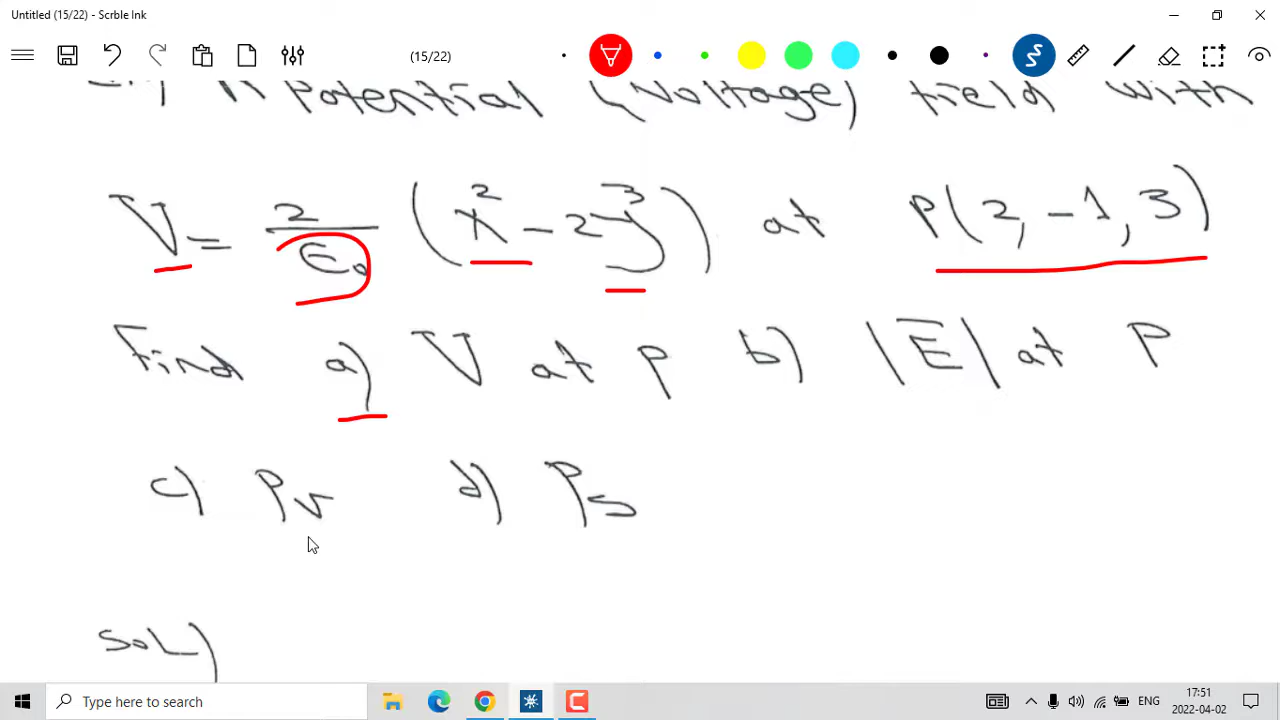 Untitled (15/22) - Scrble Ink
(15/22)
Potential (Voltage) field with
V = 2/ε₀ (x² - 2y³) at P(2, -1, 3)
Find a) V at P b) |E̅| at P
c) ρv d) ρs
SOL)
Type here to search
ENG
17:51
2022-04-02